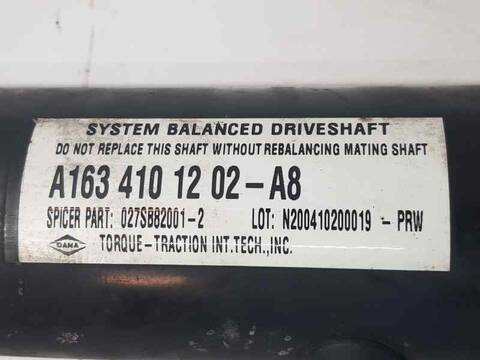 SYSTEM BALANCED DRIVESHAFT
DO NOT REPLACE THIS SHAFT WITHOUT REBALANCING MATING SHAFT
A163 410 12 02-A8
SPICER PART: 027SB82001-2 LOT: N200410200019 - PRW
DANA TORQUE-TRACTION INT.TECH.,INC.